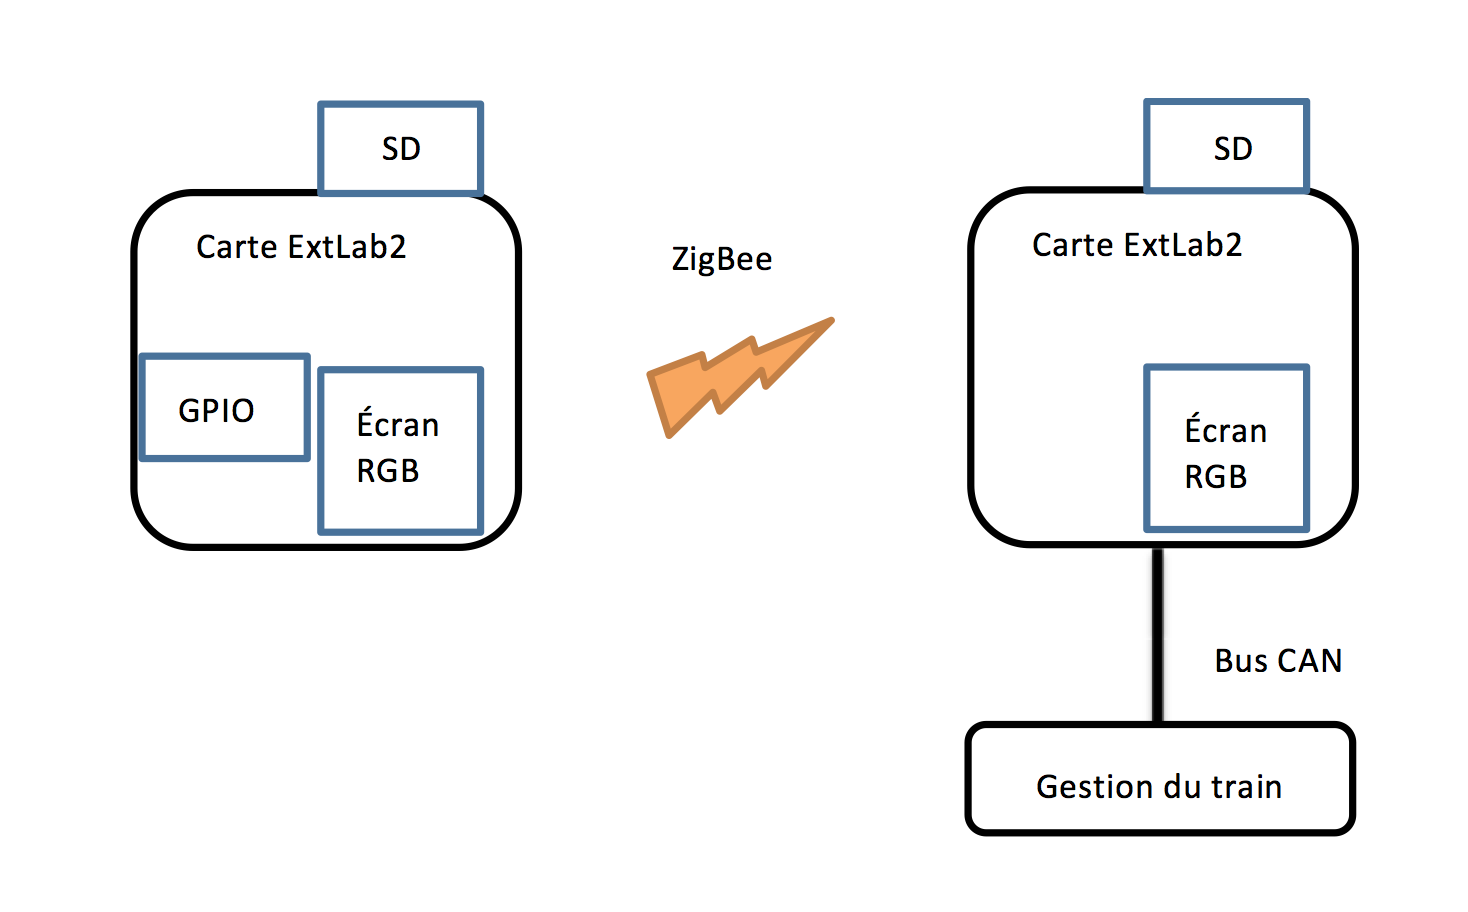 SD
Carte ExtLab2
GPIO
Écran
RGB
ZigBee
SD
Carte ExtLab2
Écran
RGB
Bus CAN
Gestion du train